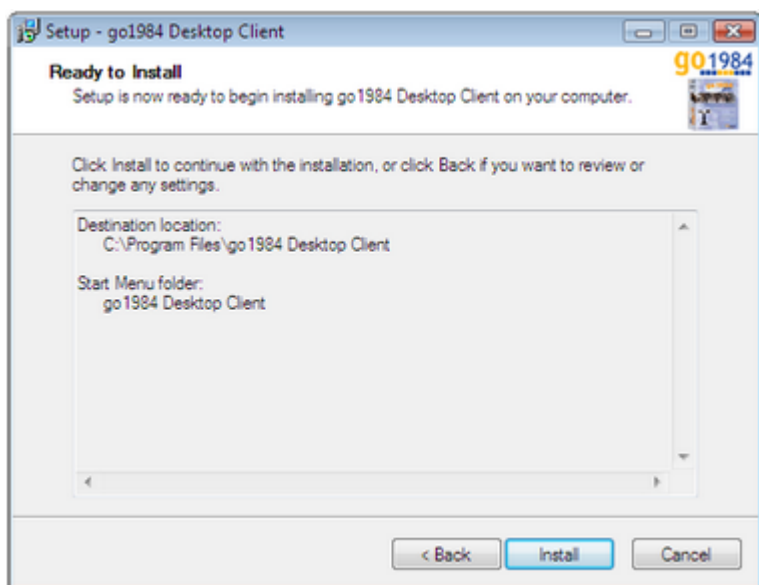 Setup - go1984 Desktop Client
go1984
Ready to Install
Setup is now ready to begin installing go1984 Desktop Client on your computer.
Click Install to continue with the installation, or click Back if you want to review or
change any settings.
Destination location:
C:\Program Files\go1984 Desktop Client
Start Menu folder:
go1984 Desktop Client
< Back
Install
Cancel